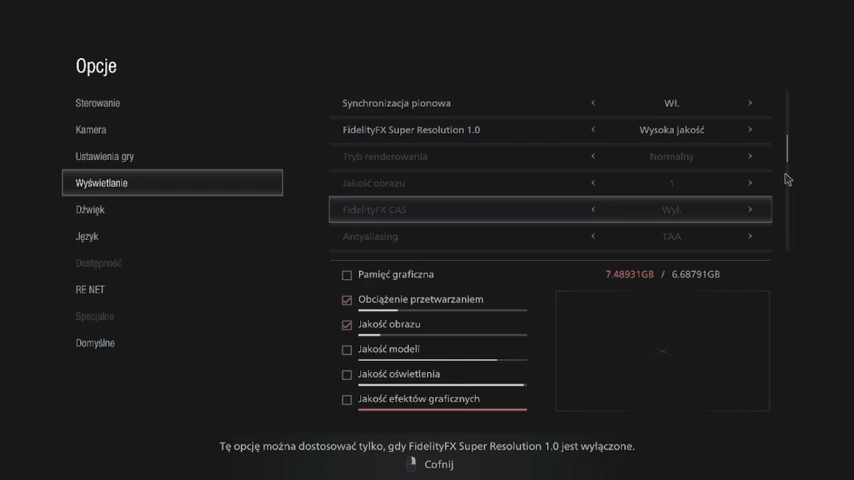 Opcje
Sterowanie
Kamera
Ustawienia gry
Wyświetlanie
Dźwięk
Język
Dostępność
RE NET
Specjalne
Domyślne
Synchronizacja pionowa Wł.
FidelityFX Super Resolution 1.0 Wysoka jakość
Tryb renderowania Normalny
Jakość obrazu 1
FidelityFX CAS Wył.
Antyaliasing TAA
Pamięć graficzna 7.48931GB / 6.68791GB
Obciążenie przetwarzaniem
Jakość obrazu
Jakość modeli
Jakość oświetlenia
Jakość efektów graficznych
Tę opcję można dostosować tylko, gdy FidelityFX Super Resolution 1.0 jest wyłączone.
Cofnij